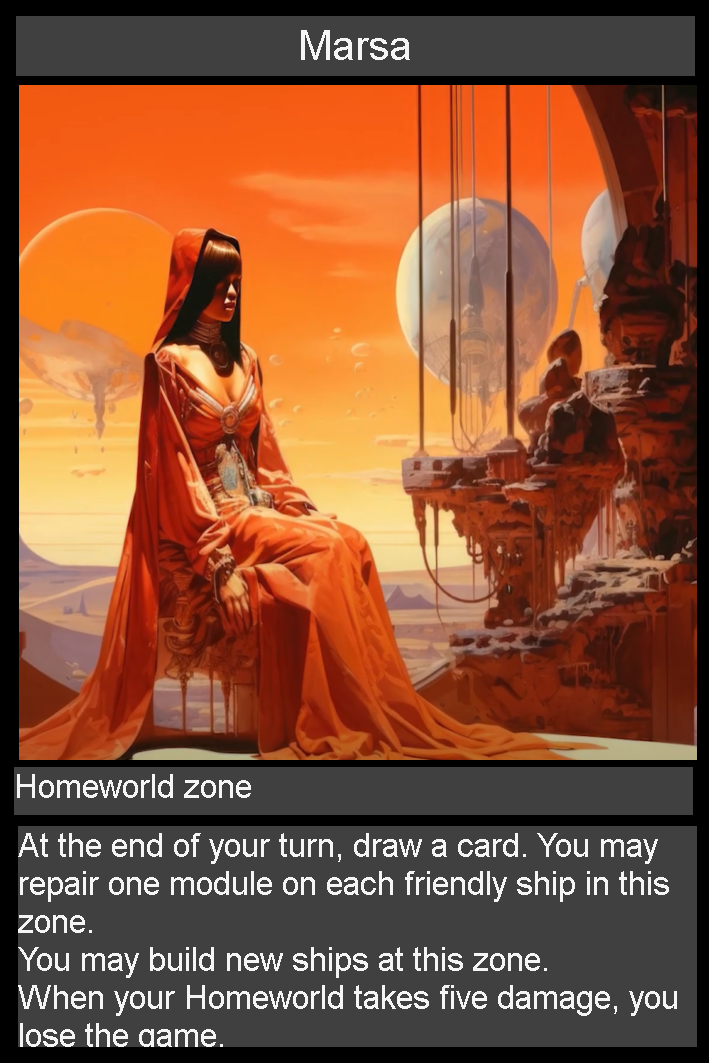 Marsa
Homeworld zone
At the end of your turn, draw a card. You may
repair one module on each friendly ship in this
zone.
You may build new ships at this zone.
When your Homeworld takes five damage, you
lose the game.